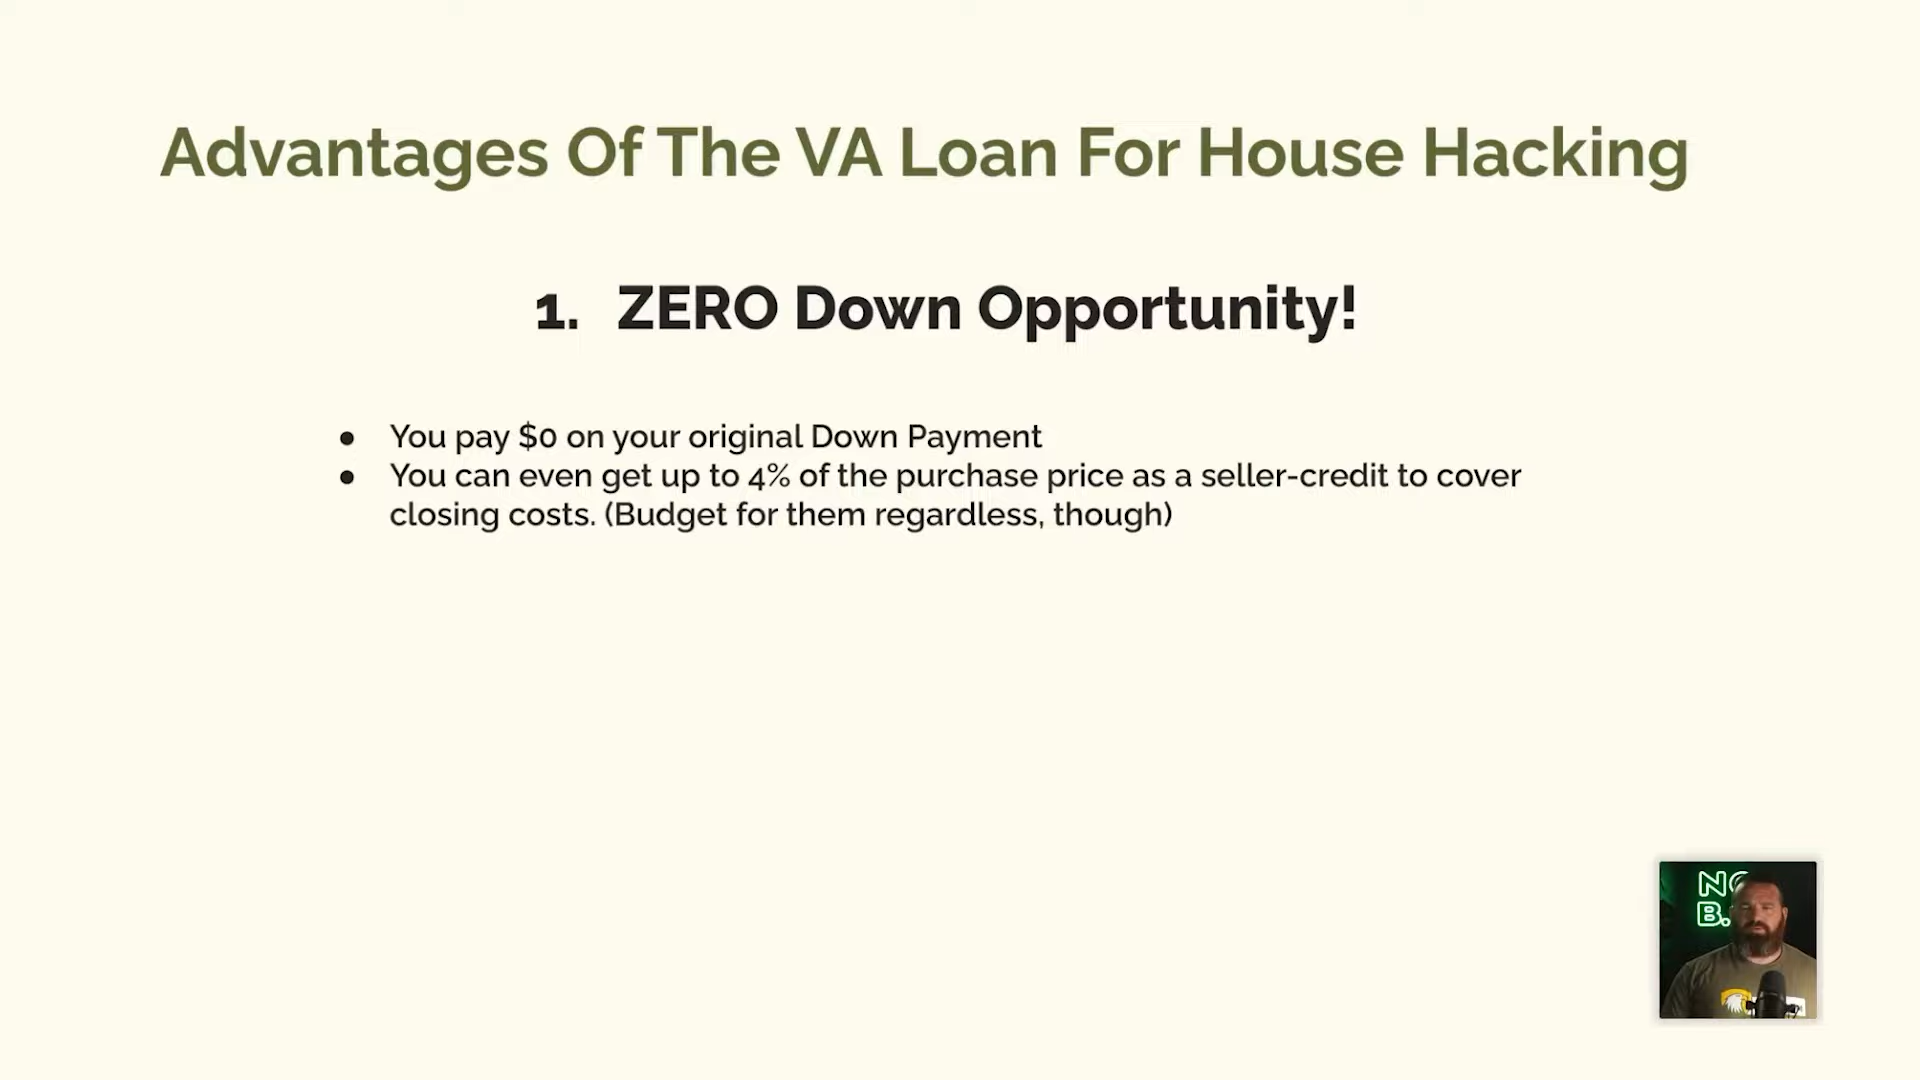 Advantages Of The VA Loan For House Hacking
1. ZERO Down Opportunity!
● You pay $0 on your original Down Payment
● You can even get up to 4% of the purchase price as a seller-credit to cover
closing costs. (Budget for them regardless, though)
B.